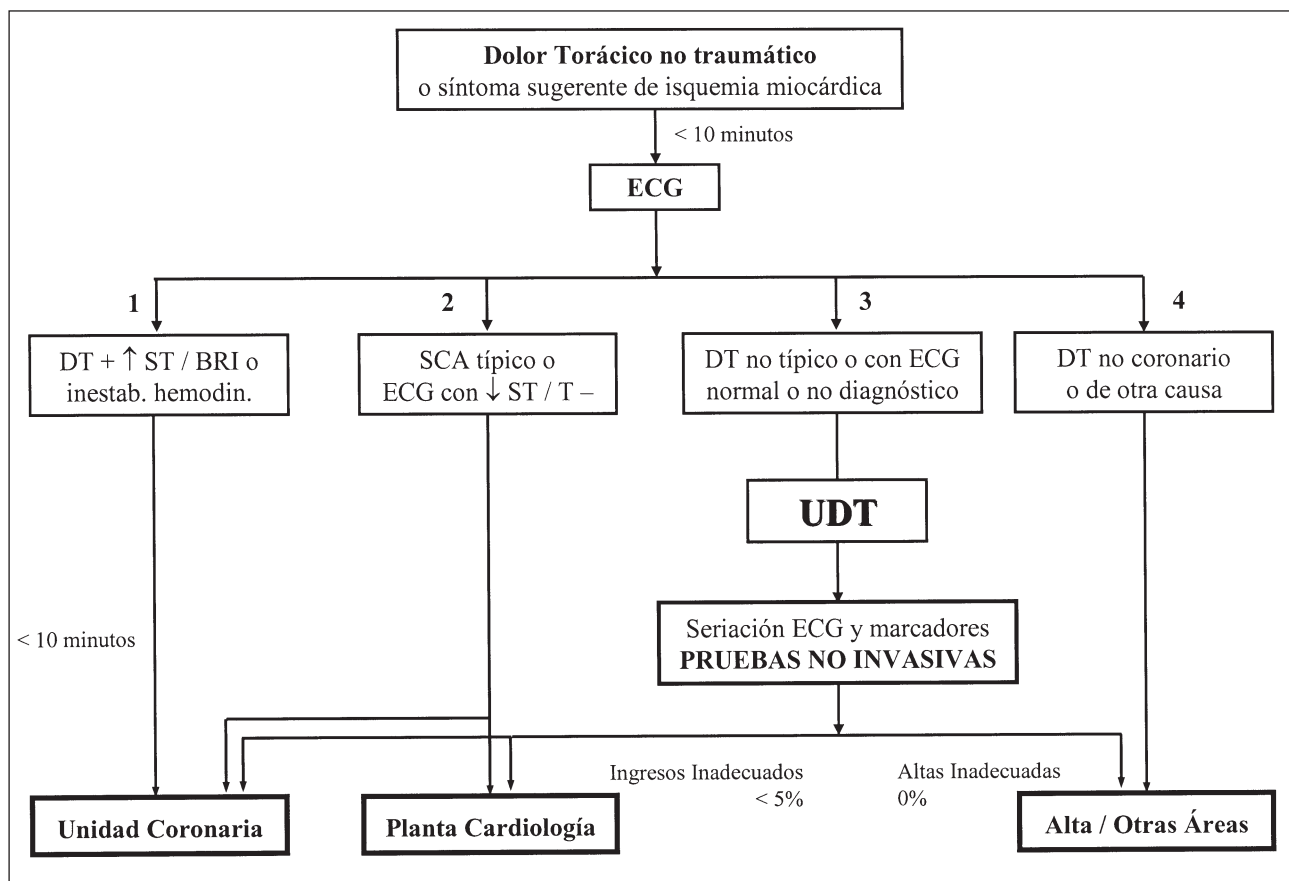 Dolor Torácico no traumático
o síntoma sugerente de isquemia miocárdica
< 10 minutos
ECG
1
2
3
4
DT + ↑ ST / BRI o
inestab. hemodin.
SCA típico o
ECG con ↓ ST / T –
DT no típico o con ECG
normal o no diagnóstico
DT no coronario
o de otra causa
UDT
< 10 minutos
Seriación ECG y marcadores
PRUEBAS NO INVASIVAS
Ingresos Inadecuados
< 5%
Altas Inadecuadas
0%
Unidad Coronaria
Planta Cardiología
Alta / Otras Áreas